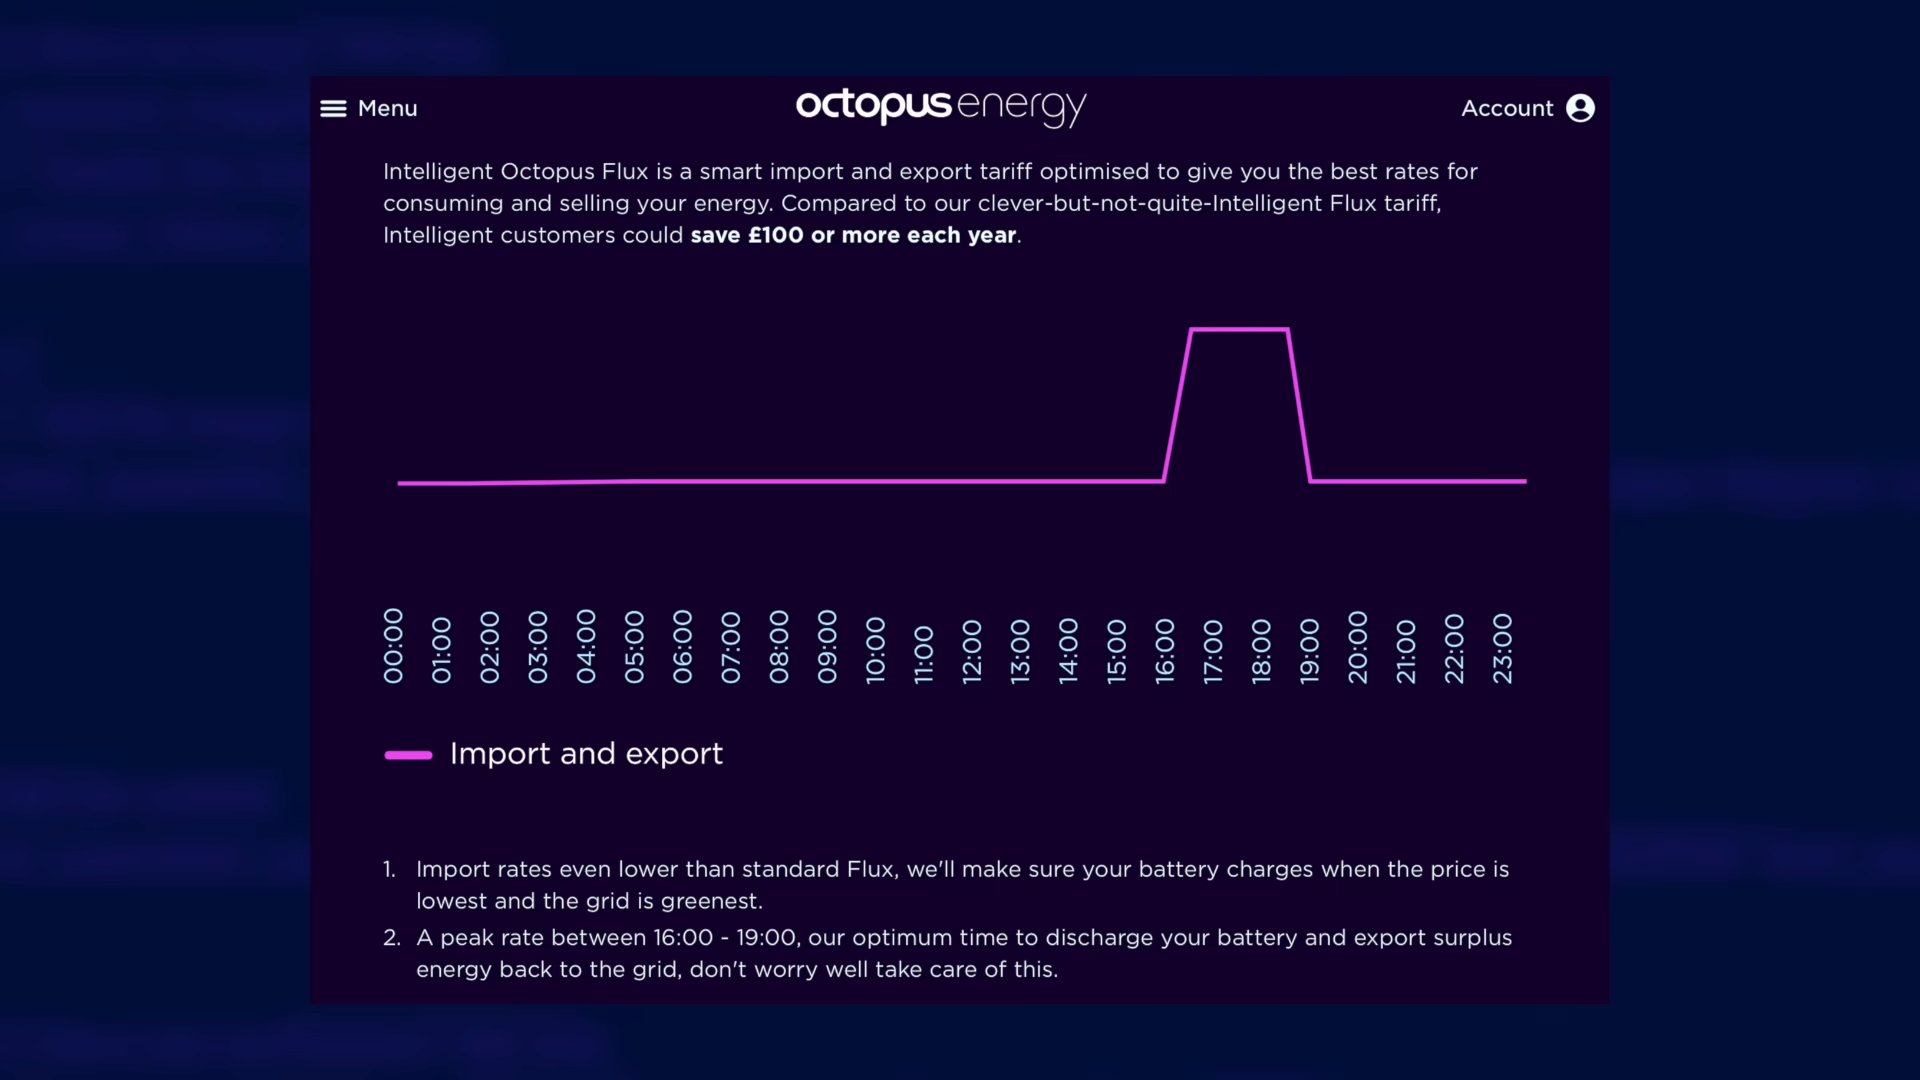 Menu
octopus energy
Account
Intelligent Octopus Flux is a smart import and export tariff optimised to give you the best rates for
consuming and selling your energy. Compared to our clever-but-not-quite-Intelligent Flux tariff,
Intelligent customers could save £100 or more each year.
00:00
01:00
02:00
03:00
04:00
05:00
06:00
07:00
08:00
09:00
10:00
11:00
12:00
13:00
14:00
15:00
16:00
17:00
18:00
19:00
20:00
21:00
22:00
23:00
Import and export
1. Import rates even lower than standard Flux, we'll make sure your battery charges when the price is
lowest and the grid is greenest.
2. A peak rate between 16:00 - 19:00, our optimum time to discharge your battery and export surplus
energy back to the grid, don't worry well take care of this.